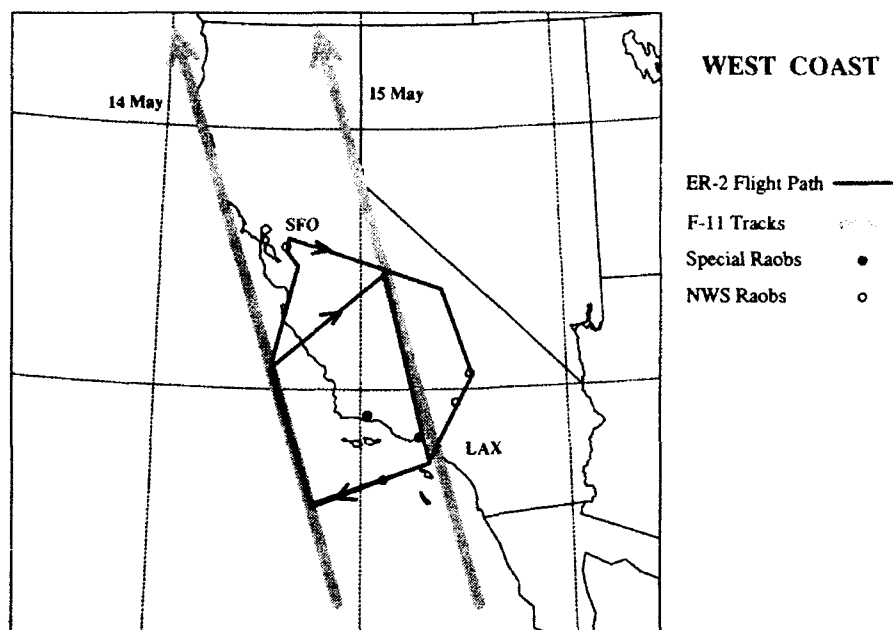 WEST COAST
14 May
15 May
ER-2 Flight Path
F-11 Tracks
Special Raobs
NWS Raobs
SFO
LAX